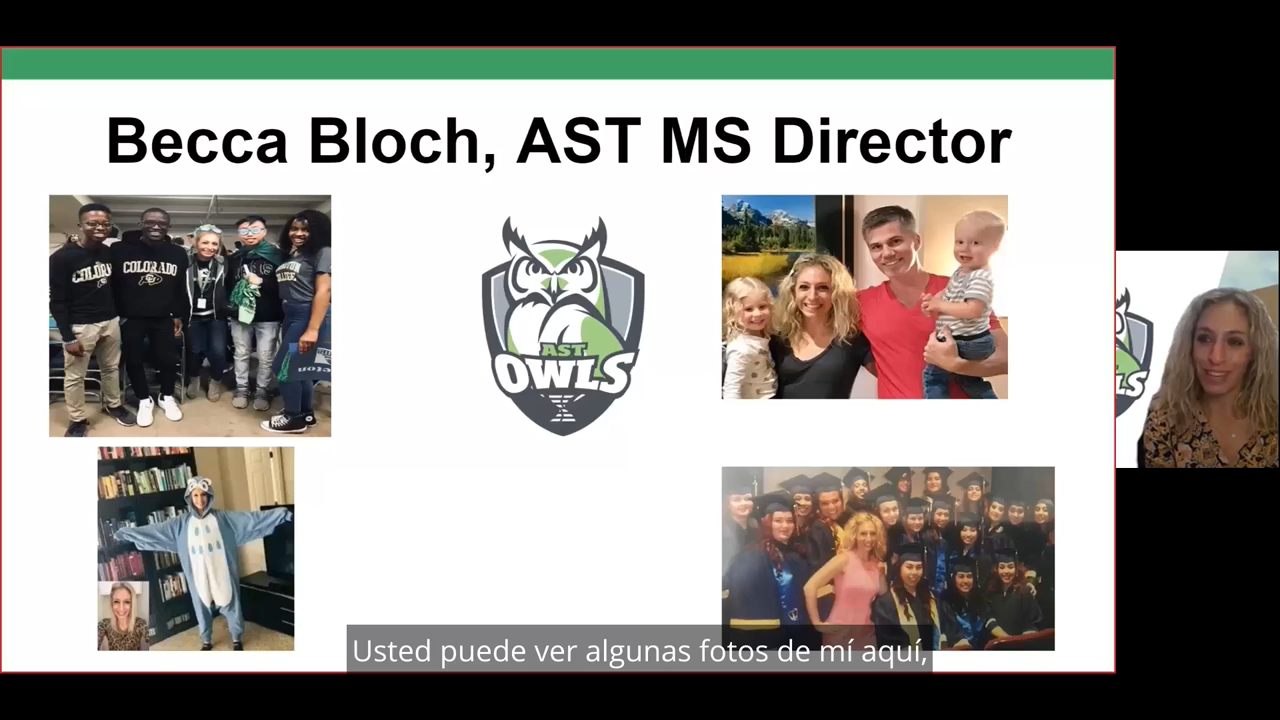 Becca Bloch, AST MS Director
COLORADO
COLORADO
AST
OWLS
Usted puede ver algunas fotos de mí aquí,